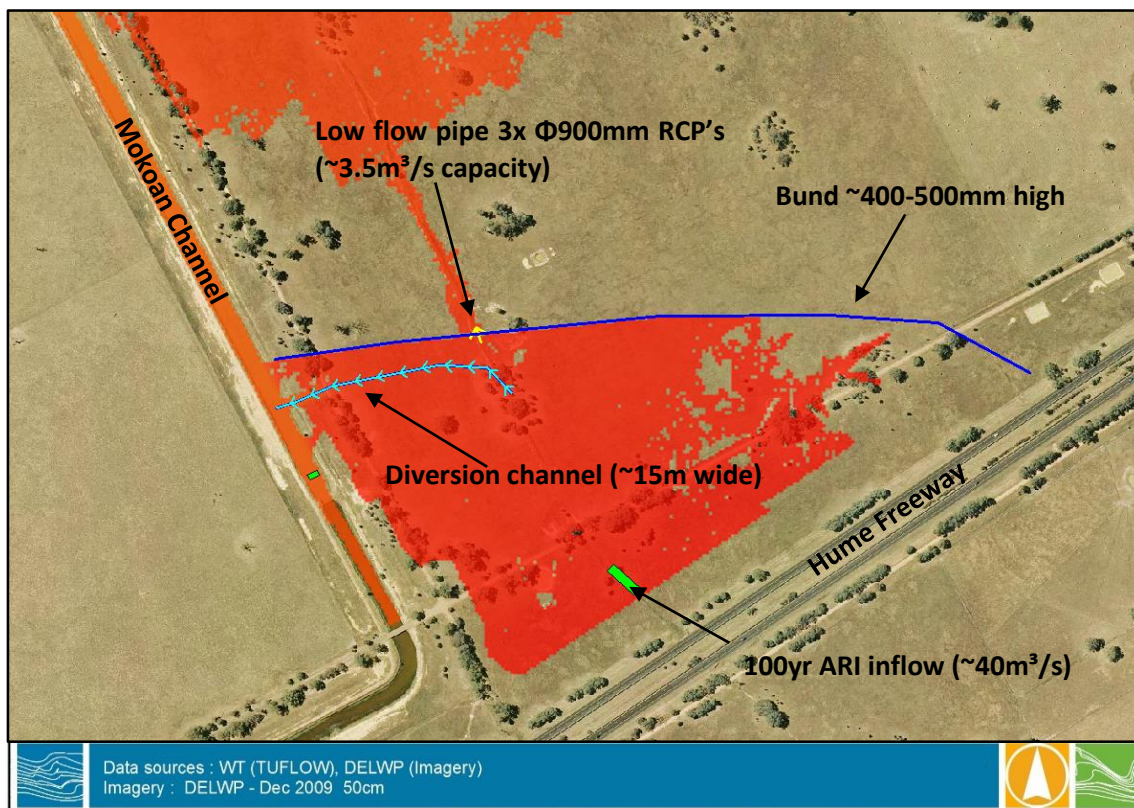 Mokoan Channel
Low flow pipe 3x Φ900mm RCP's
(~3.5m³/s capacity)
Bund ~400-500mm high
Diversion channel (~15m wide)
Hume Freeway
100yr ARI inflow (~40m³/s)
Data sources : WT (TUFLOW), DELWP (Imagery)
Imagery : DELWP - Dec 2009 50cm